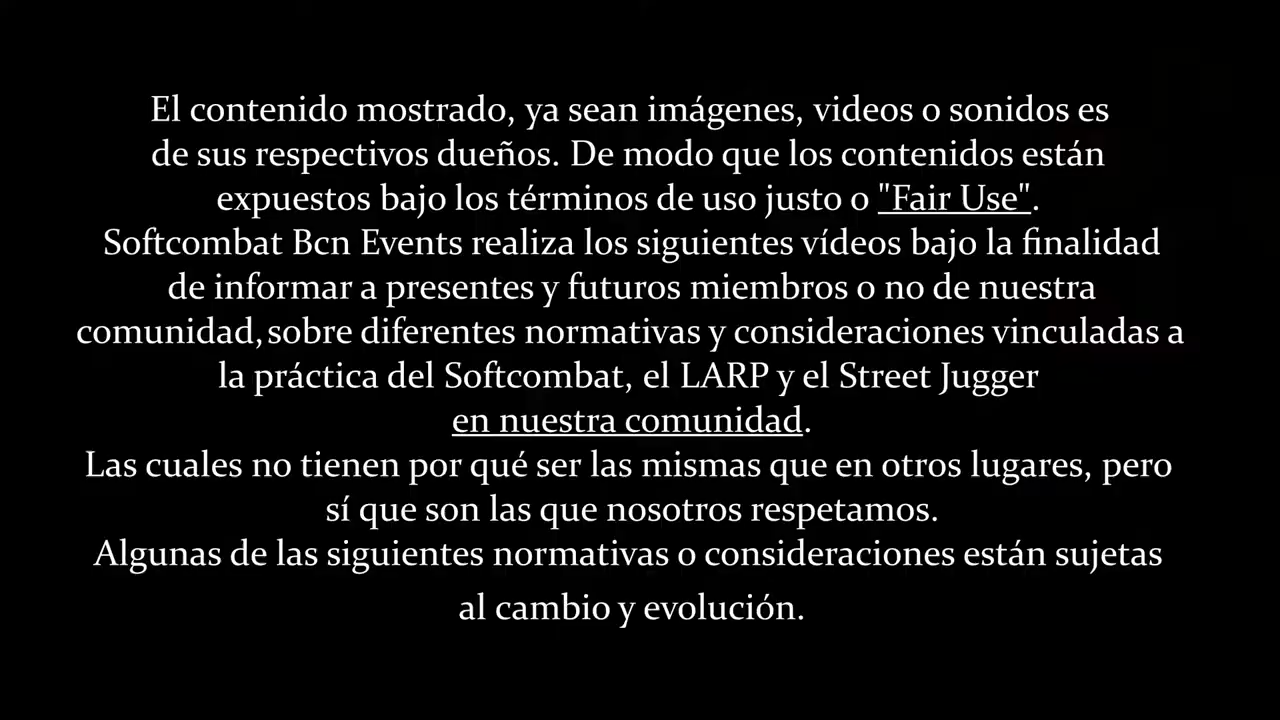 El contenido mostrado, ya sean imágenes, videos o sonidos es
de sus respectivos dueños. De modo que los contenidos están
expuestos bajo los términos de uso justo o "Fair Use".
Softcombat Bcn Events realiza los siguientes vídeos bajo la finalidad
de informar a presentes y futuros miembros o no de nuestra
comunidad, sobre diferentes normativas y consideraciones vinculadas a
la práctica del Softcombat, el LARP y el Street Jugger
en nuestra comunidad.
Las cuales no tienen por qué ser las mismas que en otros lugares, pero
sí que son las que nosotros respetamos.
Algunas de las siguientes normativas o consideraciones están sujetas
al cambio y evolución.